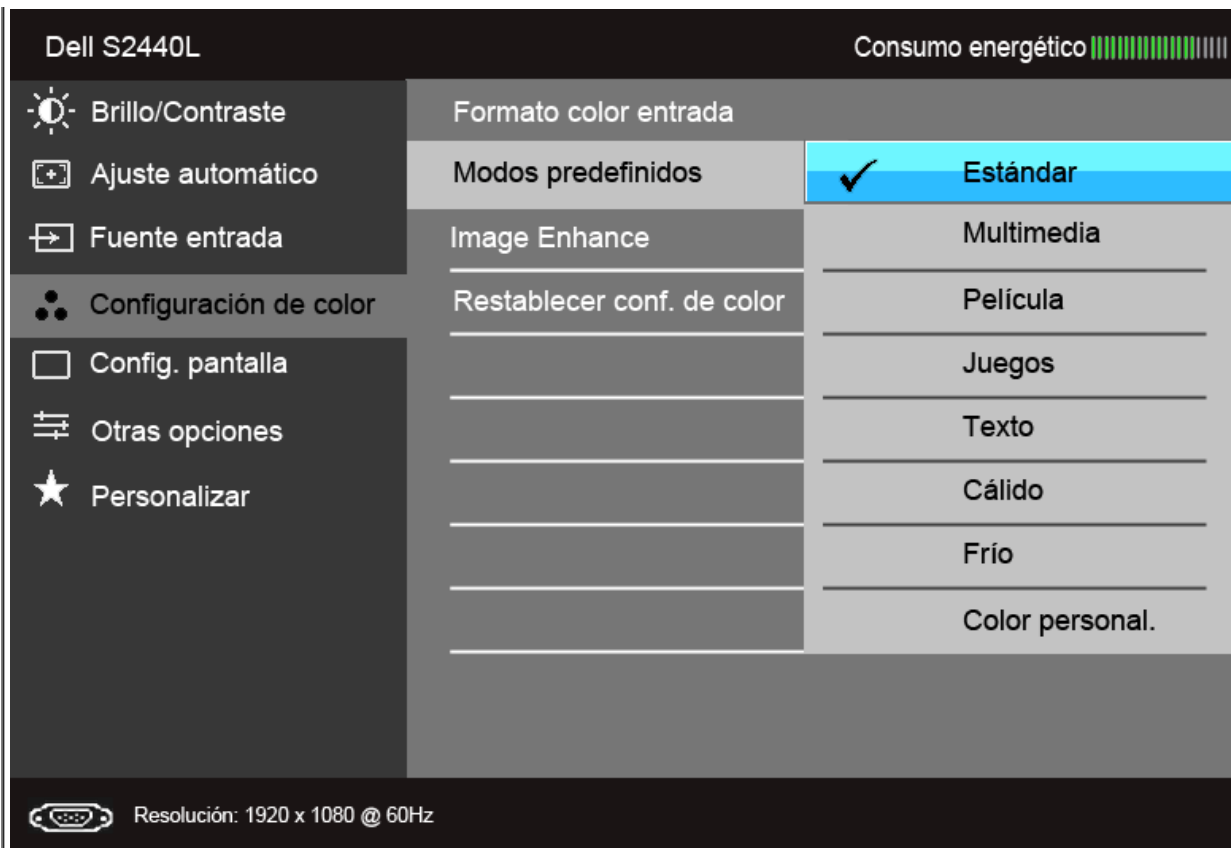 Dell S2440L
Consumo energético
Brillo/Contraste
Ajuste automático
Fuente entrada
Configuración de color
Config. pantalla
Otras opciones
Personalizar
Formato color entrada
Modos predefinidos
Image Enhance
Restablecer conf. de color
Estándar
Multimedia
Película
Juegos
Texto
Cálido
Frío
Color personal.
Resolución: 1920 x 1080 @ 60Hz